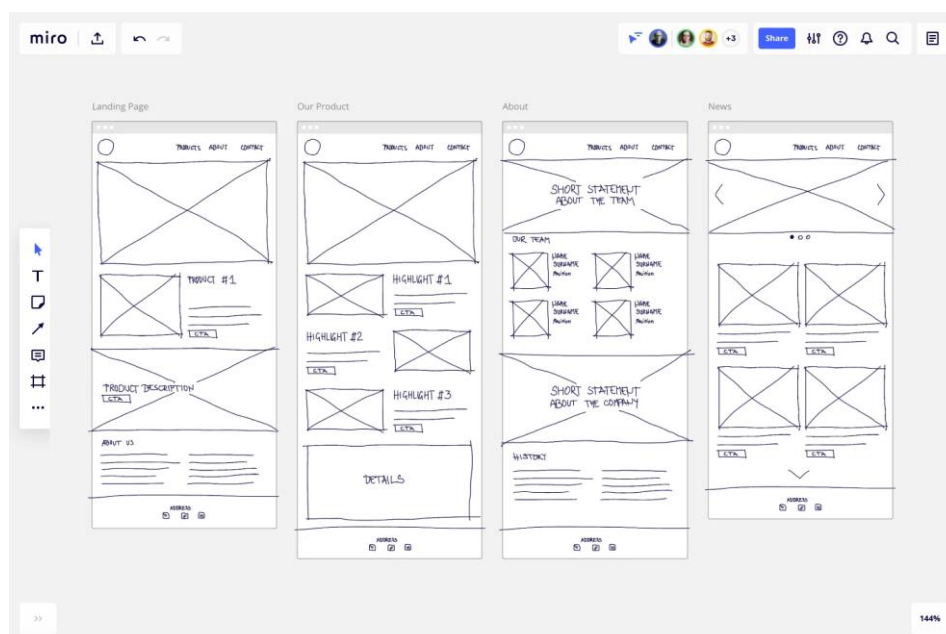 miro
+3
Share
Landing Page
PRODUCTS ABOUT CONTACT
PRODUCT #1
CTA
PRODUCT DESCRIPTION
CTA
ABOUT US
ADDRESS
Our Product
PRODUCTS ABOUT CONTACT
HIGHLIGHT #1
CTA
HIGHLIGHT #2
CTA
HIGHLIGHT #3
CTA
DETAILS
ADDRESS
About
PRODUCTS ABOUT CONTACT
SHORT STATEMENT
ABOUT THE TEAM
OUR TEAM
NAME
SURNAME
Position
NAME
SURNAME
Position
NAME
SURNAME
Position
NAME
SURNAME
Position
SHORT STATEMENT
ABOUT THE COMPANY
HISTORY
ADDRESS
News
PRODUCTS ABOUT CONTACT
CTA
CTA
CTA
CTA
ADDRESS
144%